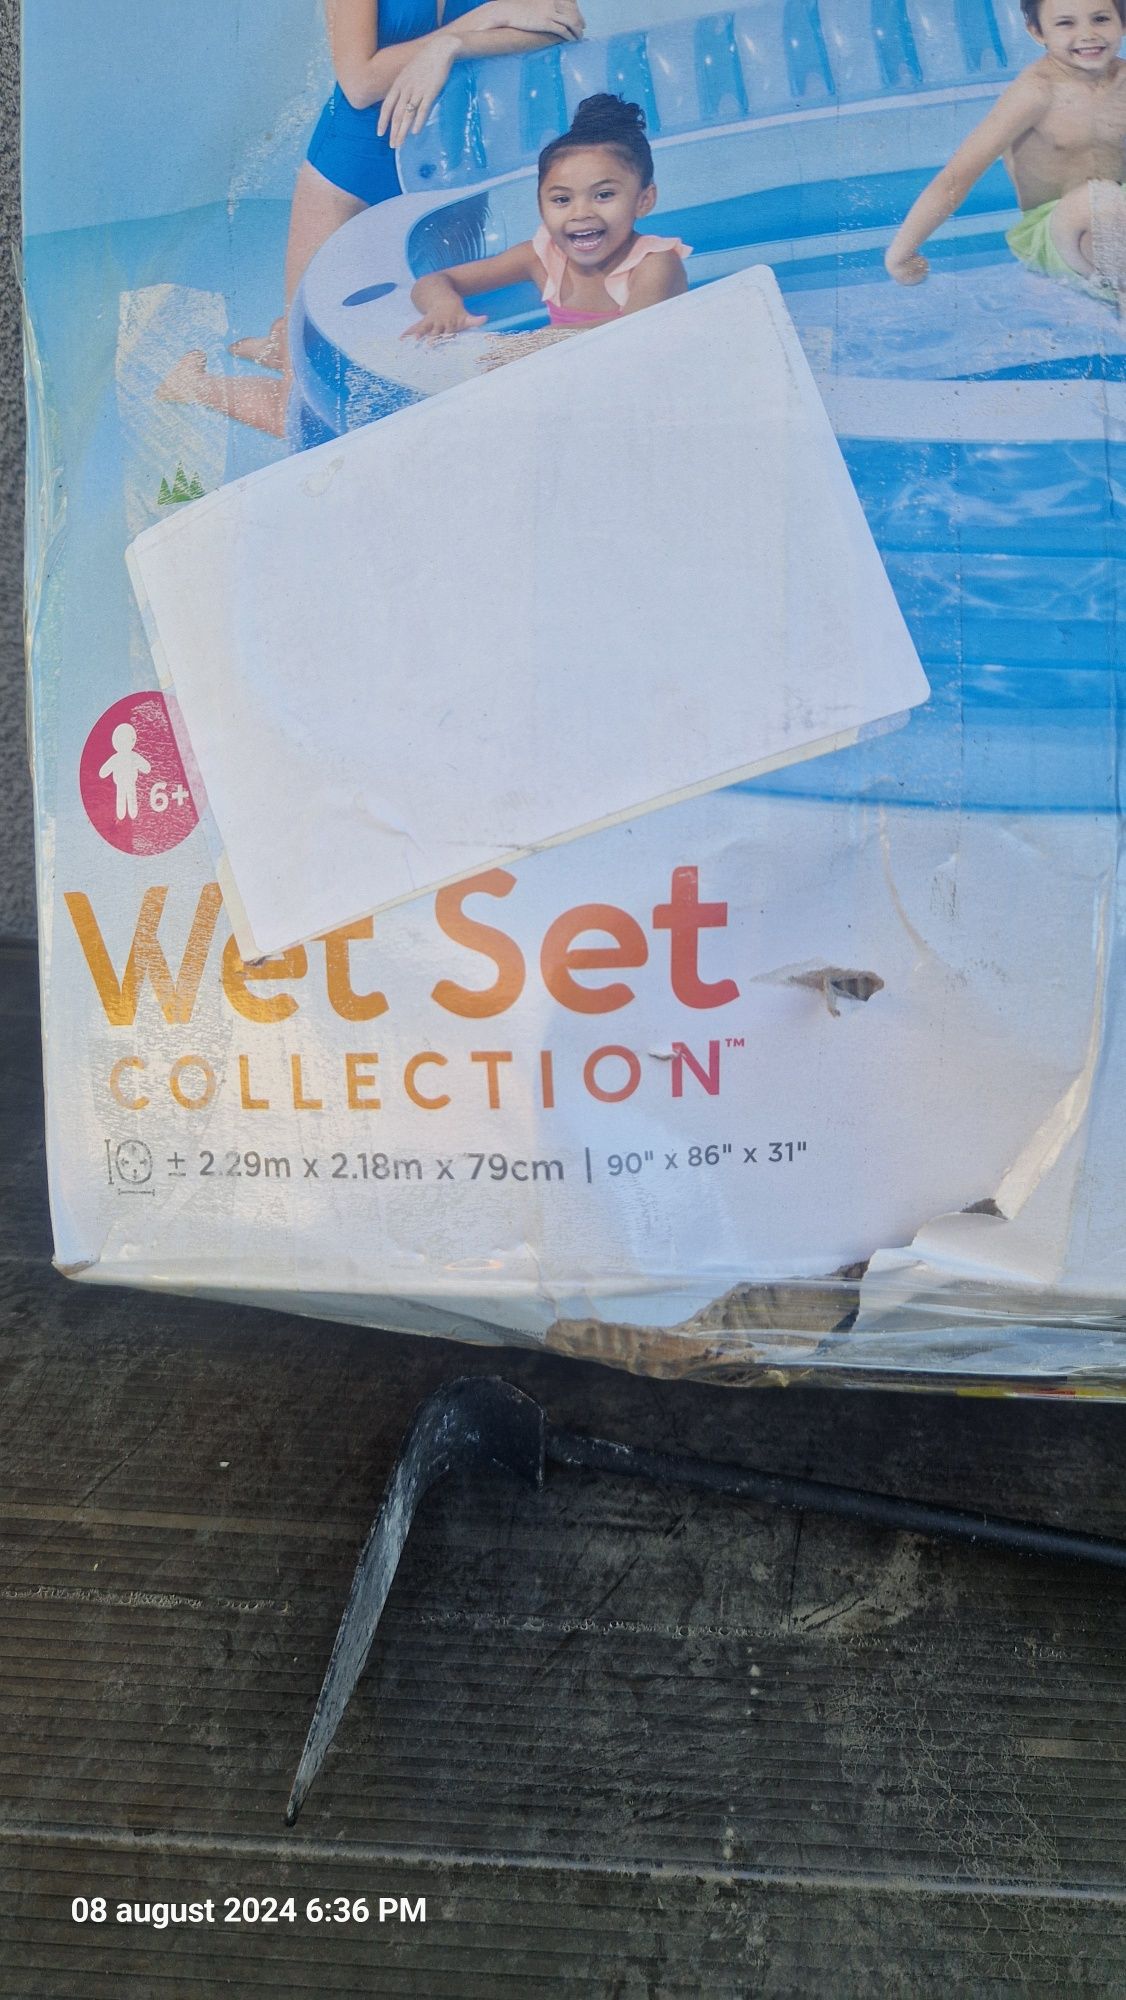 6+
Wet Set
COLLECTION™
± 2.29m x 2.18m x 79cm | 90" x 86" x 31"
08 august 2024 6:36 PM